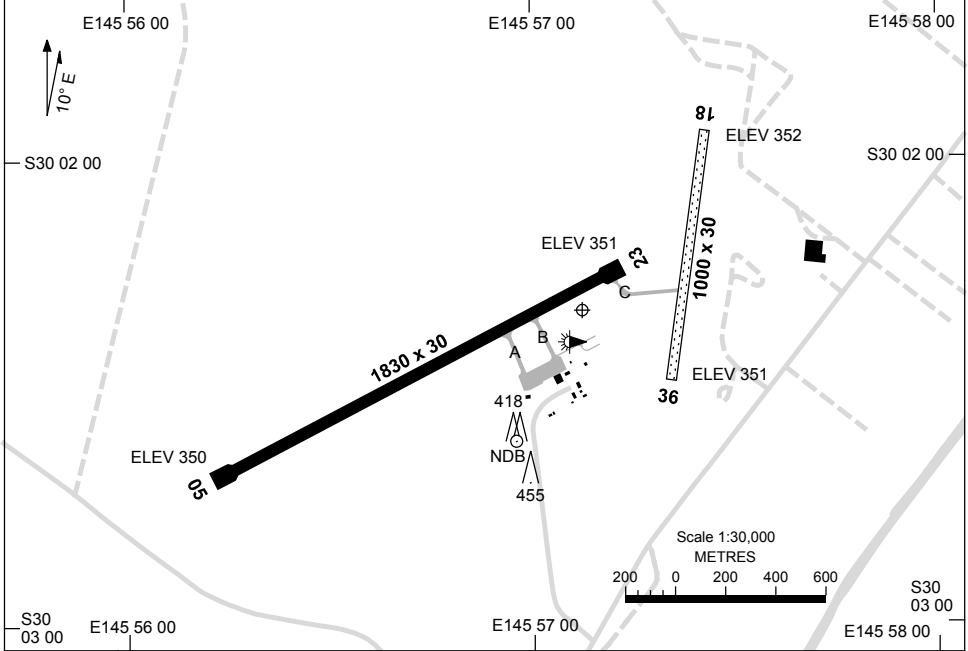 E145 56 00
E145 57 00
E145 58 00
10° E
18
ELEV 352
S30 02 00
S30 02 00
ELEV 351
23
1000 x 30
C
B
A
1830 x 30
ELEV 351
36
418
ELEV 350
NDB
05
455
Scale 1:30,000
METRES
200 0 200 400 600
S30
03 00
S30
03 00
E145 56 00
E145 57 00
E145 58 00